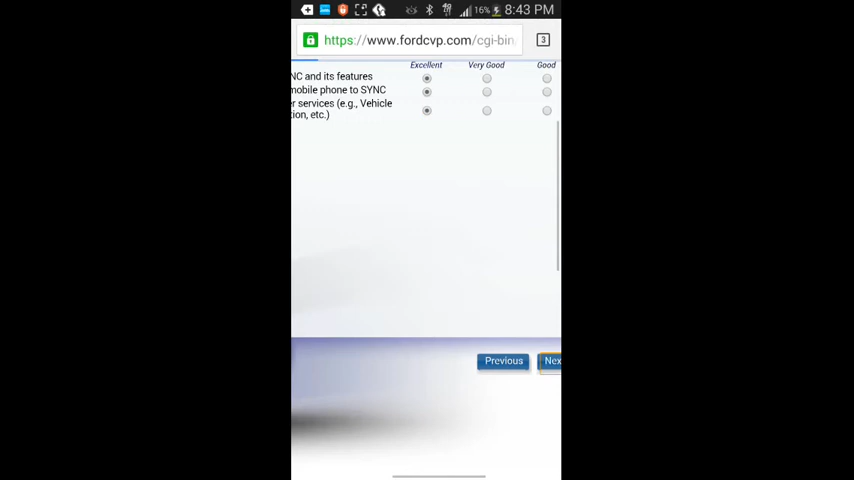 16% 8:43 PM
https://www.fordcvp.com/cgi-bin 3
Excellent Very Good Good
NC and its features
mobile phone to SYNC
er services (e.g., Vehicle
ion, etc.)
Previous Nex